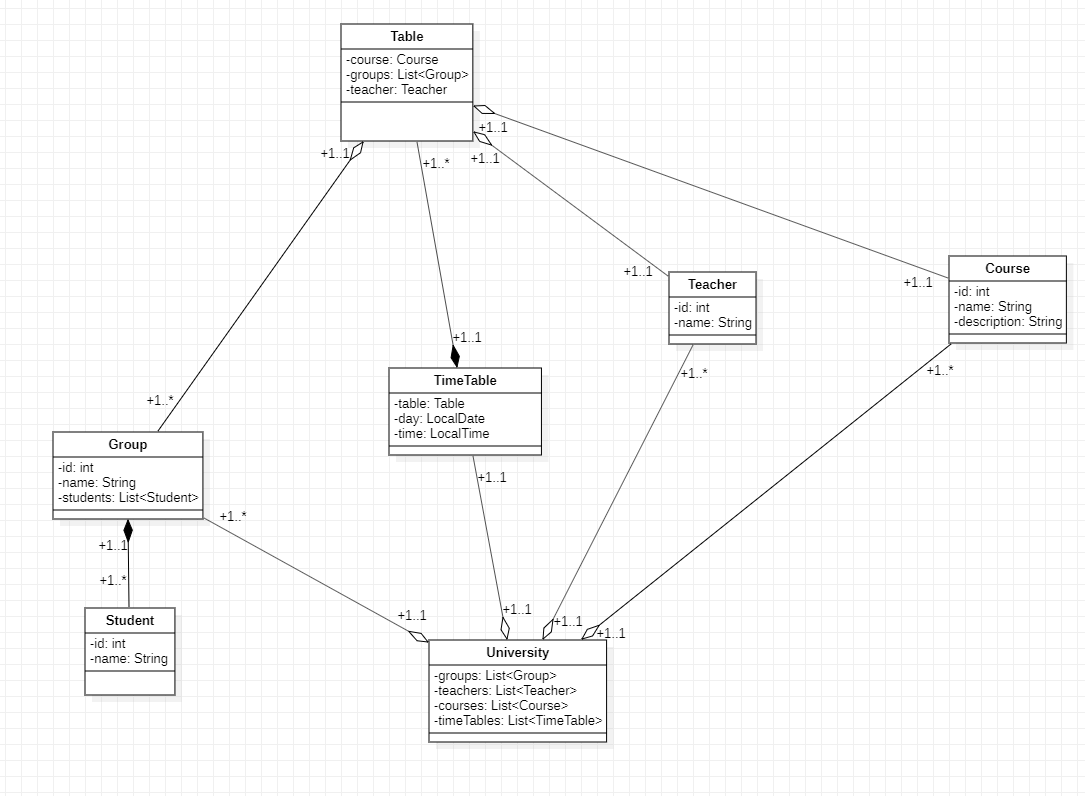 Table
-course: Course
-groups: List<Group>
-teacher: Teacher
+1..1
+1..1
+1..*
+1..1
+1..1
+1..1
+1..*
+1..1
Teacher
-id: int
-name: String
+1..*
Course
-id: int
-name: String
-description: String
+1..*
TimeTable
-table: Table
-day: LocalDate
-time: LocalTime
+1..1
Group
-id: int
-name: String
-students: List<Student>
+1..*
+1..1
+1..*
Student
-id: int
-name: String
+1..1
+1..1
+1..1
+1..1
University
-groups: List<Group>
-teachers: List<Teacher>
-courses: List<Course>
-timeTables: List<TimeTable>